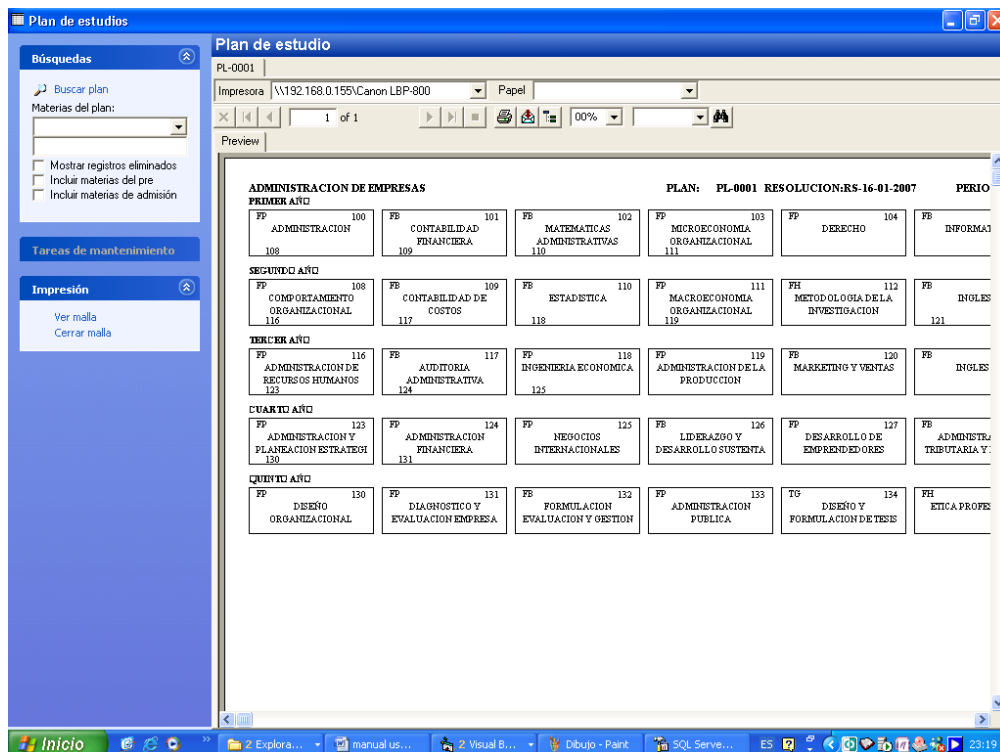 Plan de estudios
Búsquedas
Buscar plan
Materias del plan:
Mostrar registros eliminados
Incluir materias del pre
Incluir materias de admisión
Tareas de mantenimiento
Impresión
Ver malla
Cerrar malla
Plan de estudio
PL-0001
Impresora \\192.168.0.155\Canon LBP-800 Papel
1 of 1 00%
Preview
ADMINISTRACION DE EMPRESAS PLAN: PL-0001 RESOLUCION:RS-16-01-2007 PERIO
PRIMER AÑO
FP 100 FB 101 FB 102 FP 103 FP 104 FB
ADMINISTRACION CONTABILIDAD MATEMATICAS MICROECONOMIA DERECHO INFORMAT
FINANCIERA ADMINISTRATIVAS ORGANIZACIONAL
108 109 110 111
SEGUNDO AÑO
FP 108 FB 109 FB 110 FP 111 FH 112 FB
COMPORTAMIENTO CONTABILIDAD DE ESTADISTICA MACROECONOMIA METODOLOGIA DE LA INGLES
ORGANIZACIONAL COSTOS ORGANIZACIONAL INVESTIGACION
116 117 118 119 121
TERCER AÑO
FP 116 FB 117 FP 118 FP 119 FB 120 FB
ADMINISTRACION DE AUDITORIA INGENIERIA ECONOMICA ADMINISTRACION DE LA MARKETING Y VENTAS INGLES
RECURSOS HUMANOS ADMINISTRATIVA PRODUCCION
123 124 125
CUARTO AÑO
FP 123 FP 124 FP 125 FB 126 FP 127 FB
ADMINISTRACION Y ADMINISTRACION NEGOCIOS LIDERAZGO Y DESARROLLO DE ADMINISTRA
PLANEACION ESTRATEGI FINANCIERA INTERNACIONALES DESARROLLO SUSTENTA EMPRENDEDORES TRIBUTARIA Y
130 131
QUINTO AÑO
FP 130 FP 131 FB 132 FP 133 TG 134 FH
DISEÑO DIAGNOSTICO Y FORMULACION ADMINISTRACION DISEÑO Y ETICA PROFES
ORGANIZACIONAL EVALUACION EMPRESA EVALUACION Y GESTION PUBLICA FORMULACION DE TESIS
Inicio 2 Explora... manual us... 2 Visual B... Dibujo - Paint SQL Serve... ES 23:19